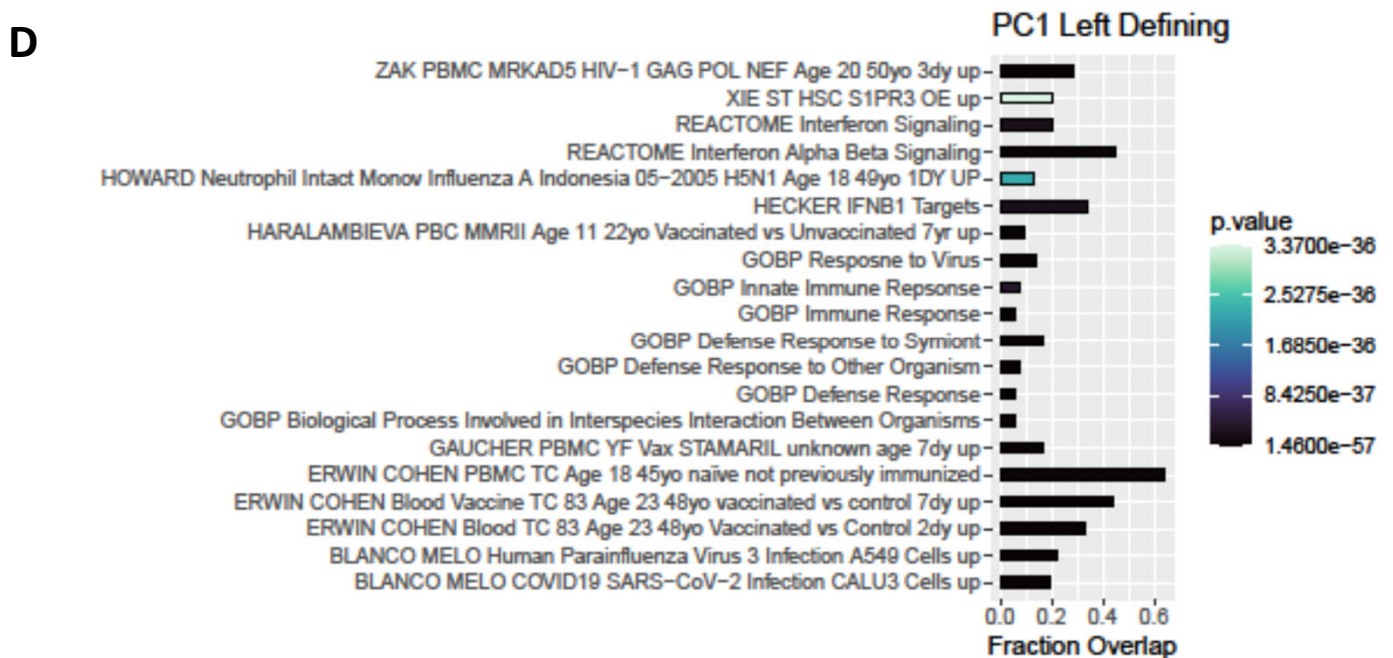 D
PC1 Left Defining
ZAK PBMC MRKAD5 HIV-1 GAG POL NEF Age 20 50yo 3dy up
XIE ST HSC S1PR3 OE up
REACTOME Interferon Signaling
REACTOME Interferon Alpha Beta Signaling
HOWARD Neutrophil Intact Monov Influenza A Indonesia 05-2005 H5N1 Age 18 49yo 1DY UP
HECKER IFNB1 Targets
HARALAMBIEVA PBC MMRII Age 11 22yo Vaccinated vs Unvaccinated 7yr up
GOBP Resposne to Virus
GOBP Innate Immune Repsonse
GOBP Immune Response
GOBP Defense Response to Symiont
GOBP Defense Response to Other Organism
GOBP Defense Response
GOBP Biological Process Involved in Interspecies Interaction Between Organisms
GAUCHER PBMC YF Vax STAMARIL unknown age 7dy up
ERWIN COHEN PBMC TC Age 18 45yo naïve not previously immunized
ERWIN COHEN Blood Vaccine TC 83 Age 23 48yo vaccinated vs control 7dy up
ERWIN COHEN Blood TC 83 Age 23 48yo Vaccinated vs Control 2dy up
BLANCO MELO Human Parainfluenza Virus 3 Infection A549 Cells up
BLANCO MELO COVID19 SARS-CoV-2 Infection CALU3 Cells up
0.0 0.2 0.4 0.6
Fraction Overlap
p.value
3.3700e-36
2.5275e-36
1.6850e-36
8.4250e-37
1.4600e-57